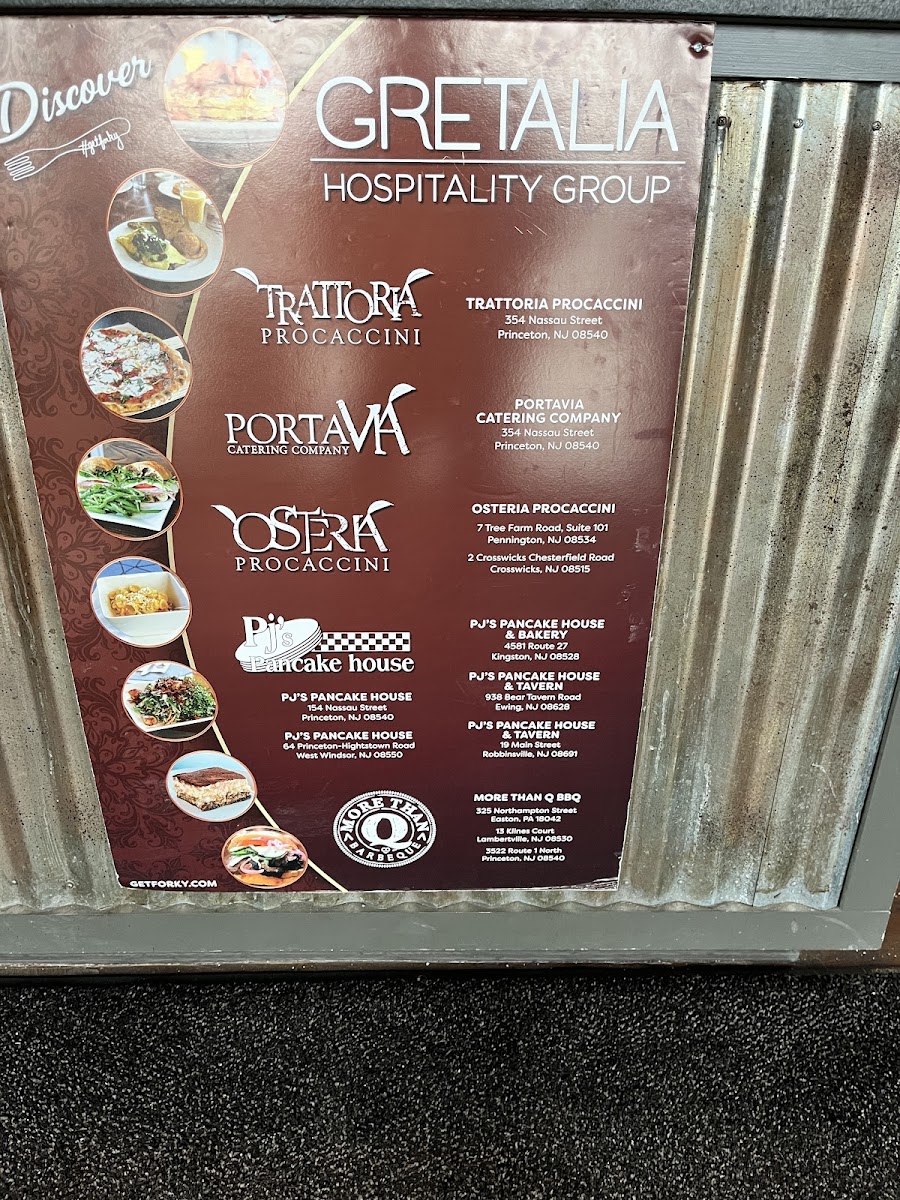 Discover
#getforky
GRETALIA
HOSPITALITY GROUP
TRATTORIA
PROCACCINI
TRATTORIA PROCACCINI
354 Nassau Street
Princeton, NJ 08540
PORTAVIA
CATERING COMPANY
PORTAVIA
CATERING COMPANY
354 Nassau Street
Princeton, NJ 08540
OSTERIA
PROCACCINI
OSTERIA PROCACCINI
7 Tree Farm Road, Suite 101
Pennington, NJ 08534
2 Crosswicks Chesterfield Road
Crosswicks, NJ 08515
Pj's
Pancake house
PJ'S PANCAKE HOUSE
154 Nassau Street
Princeton, NJ 08540
PJ'S PANCAKE HOUSE
64 Princeton-Hightstown Road
West Windsor, NJ 08550
PJ'S PANCAKE HOUSE
& BAKERY
4581 Route 27
Kingston, NJ 08528
PJ'S PANCAKE HOUSE
& TAVERN
938 Bear Tavern Road
Ewing, NJ 08628
PJ'S PANCAKE HOUSE
& TAVERN
19 Main Street
Robbinsville, NJ 08691
MORE THAN
Q
BARBEQUE
MORE THAN Q BBQ
325 Northampton Street
Easton, PA 18042
13 Klines Court
Lambertville, NJ 08530
3522 Route 1 North
Princeton, NJ 08540
GETFORKY.COM